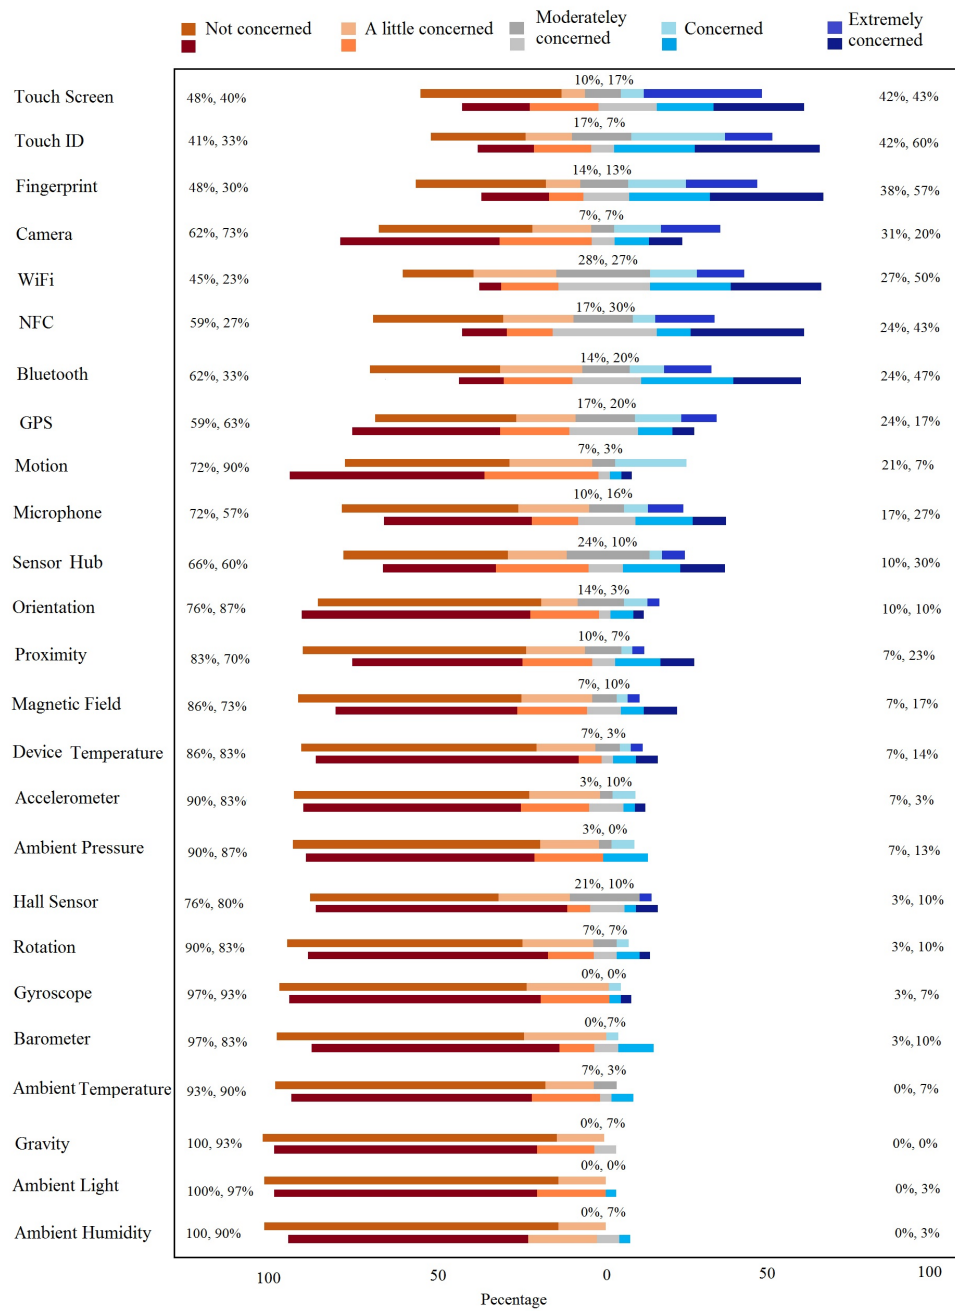 Not concerned
A little concerned
Moderateley
concerned
Concerned
Extremely
concerned
Touch Screen
48%, 40%
10%, 17%
42%, 43%
Touch ID
41%, 33%
17%, 7%
42%, 60%
Fingerprint
48%, 30%
14%, 13%
38%, 57%
Camera
62%, 73%
7%, 7%
31%, 20%
WiFi
45%, 23%
28%, 27%
27%, 50%
NFC
59%, 27%
17%, 30%
24%, 43%
Bluetooth
62%, 33%
14%, 20%
24%, 47%
GPS
59%, 63%
17%, 20%
24%, 17%
Motion
72%, 90%
7%, 3%
21%, 7%
Microphone
72%, 57%
10%, 16%
17%, 27%
Sensor Hub
66%, 60%
24%, 10%
10%, 30%
Orientation
76%, 87%
14%, 3%
10%, 10%
Proximity
83%, 70%
10%, 7%
7%, 23%
Magnetic Field
86%, 73%
7%, 10%
7%, 17%
Device Temperature
86%, 83%
7%, 3%
7%, 14%
Accelerometer
90%, 83%
3%, 10%
7%, 3%
Ambient Pressure
90%, 87%
3%, 0%
7%, 13%
Hall Sensor
76%, 80%
21%, 10%
3%, 10%
Rotation
90%, 83%
7%, 7%
3%, 10%
Gyroscope
97%, 93%
0%, 0%
3%, 7%
Barometer
97%, 83%
0%,7%
3%,10%
Ambient Temperature
93%, 90%
7%, 3%
0%, 7%
Gravity
100, 93%
0%, 7%
0%, 0%
Ambient Light
100%, 97%
0%, 0%
0%, 3%
Ambient Humidity
100, 90%
0%, 7%
0%, 3%
100
50
0
50
100
Pecentage